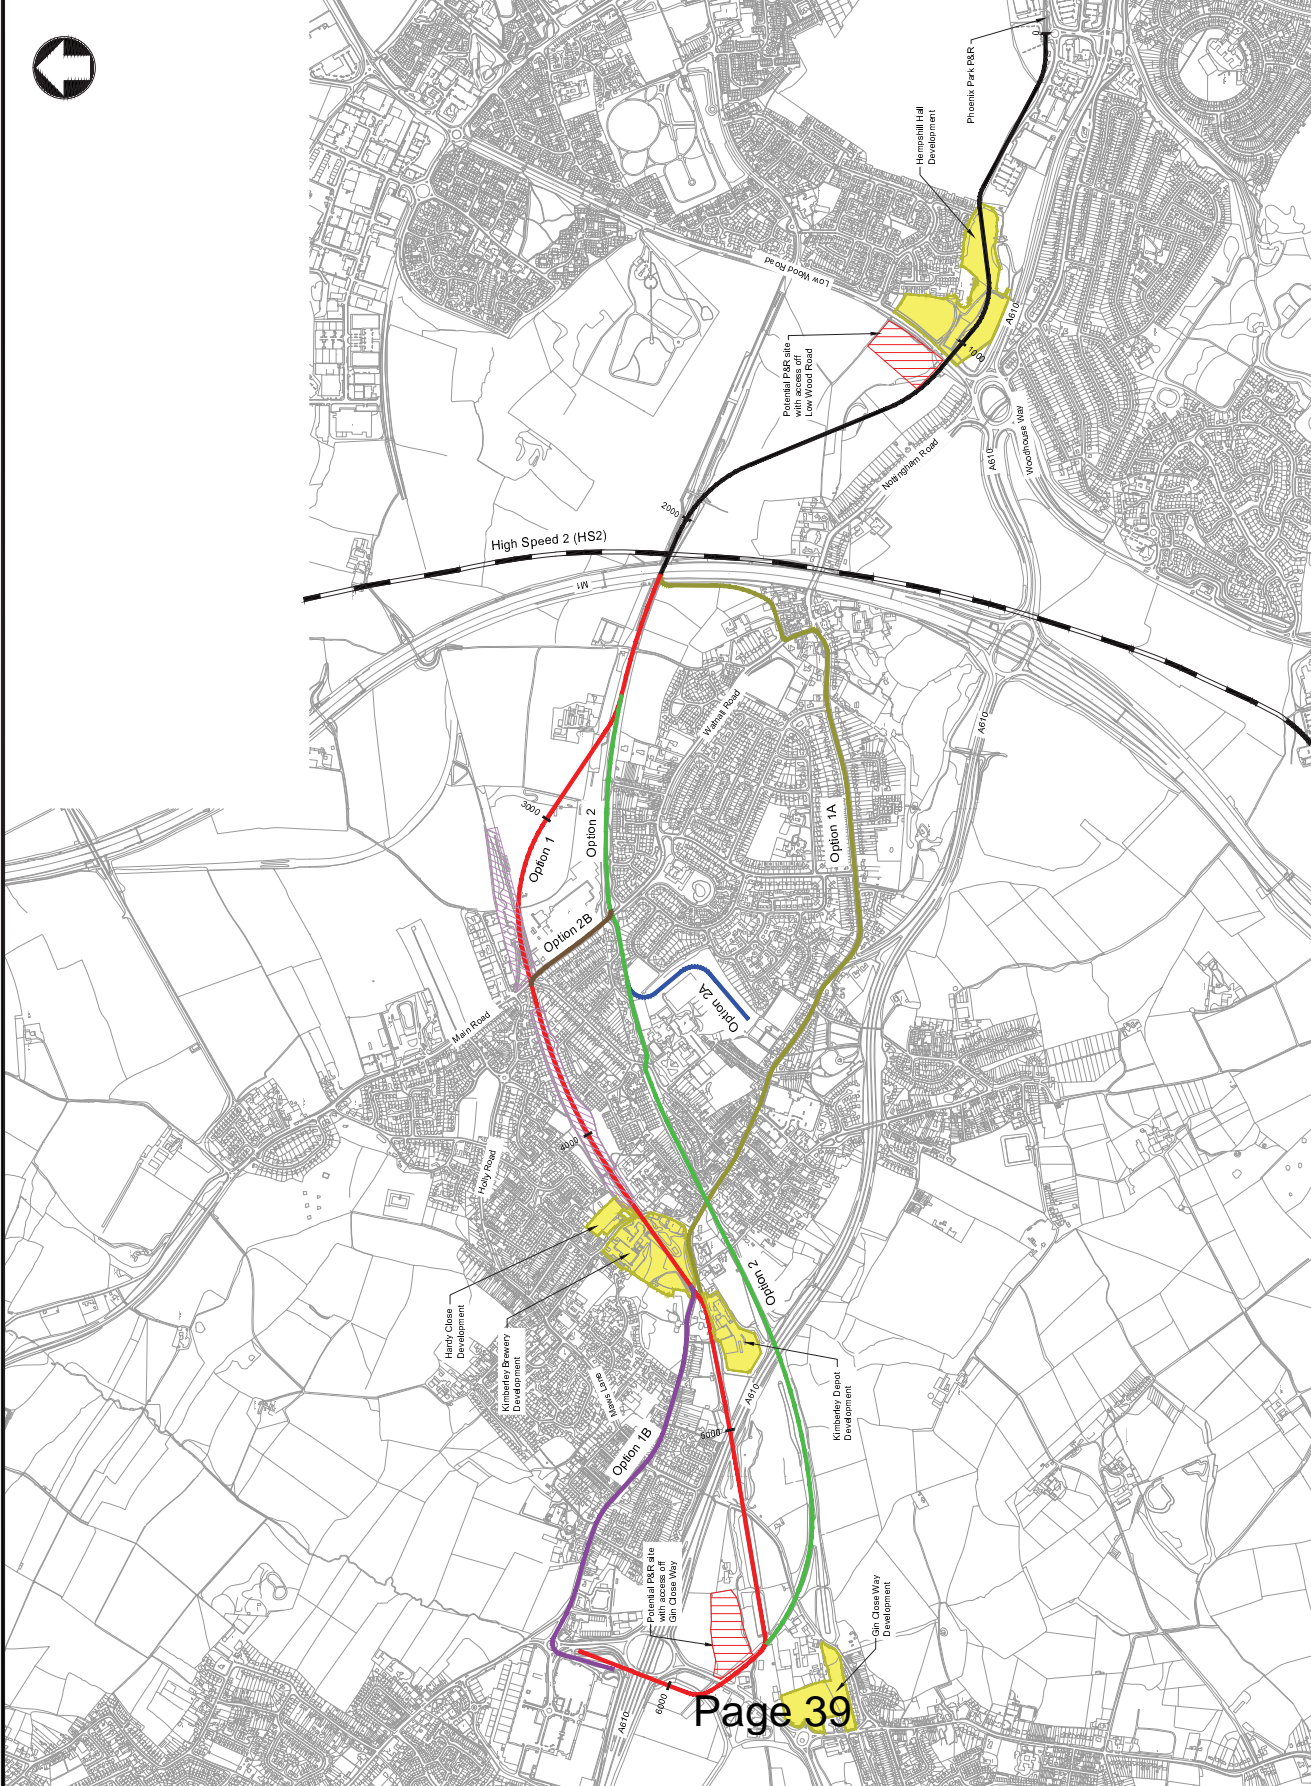 Phoenix Park P&R
0
Hempshill Hall
Development
Low Wood Road
Potential P&R site
with access off
Low Wood Road
1000
A610
Woodhouse Way
A610
Nottingham Road
2000
High Speed 2 (HS2)
M1
Watnall Road
A610
3000
Option 1
Option 2
Option 1A
Option 2B
Option 2A
Main Road
4000
Holly Road
Option 2
Hardy Close
Development
Kimberley Brewery
Development
Maws Lane
Kimberley Depot
Development
A610
5000
Option 1B
Potential P&R site
with access off
Gin Close Way
Gin Close Way
Development
6000
A610
Page 39